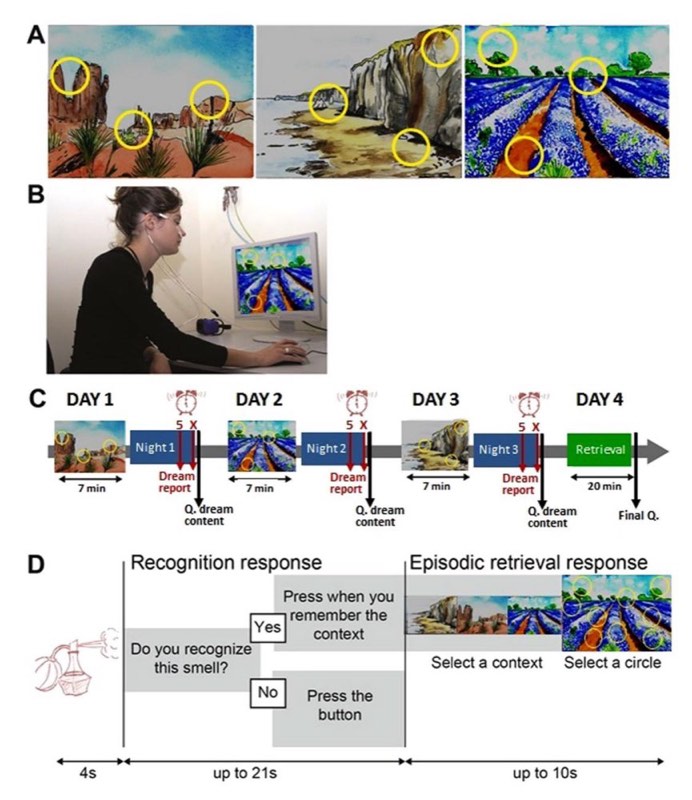 A
B
C
DAY 1
DAY 2
DAY 3
DAY 4
5 X
5 X
5 X
Night 1
Night 2
Night 3
Retrieval
7 min
Dream
report
7 min
Dream
report
7 min
Dream
report
20 min
Q. dream
content
Q. dream
content
Q. dream
content
Final Q.
D
Recognition response
Episodic retrieval response
Do you recognize
this smell?
Yes
Press when you
remember the
context
No
Press the
button
Select a context
Select a circle
4s
up to 21s
up to 10s